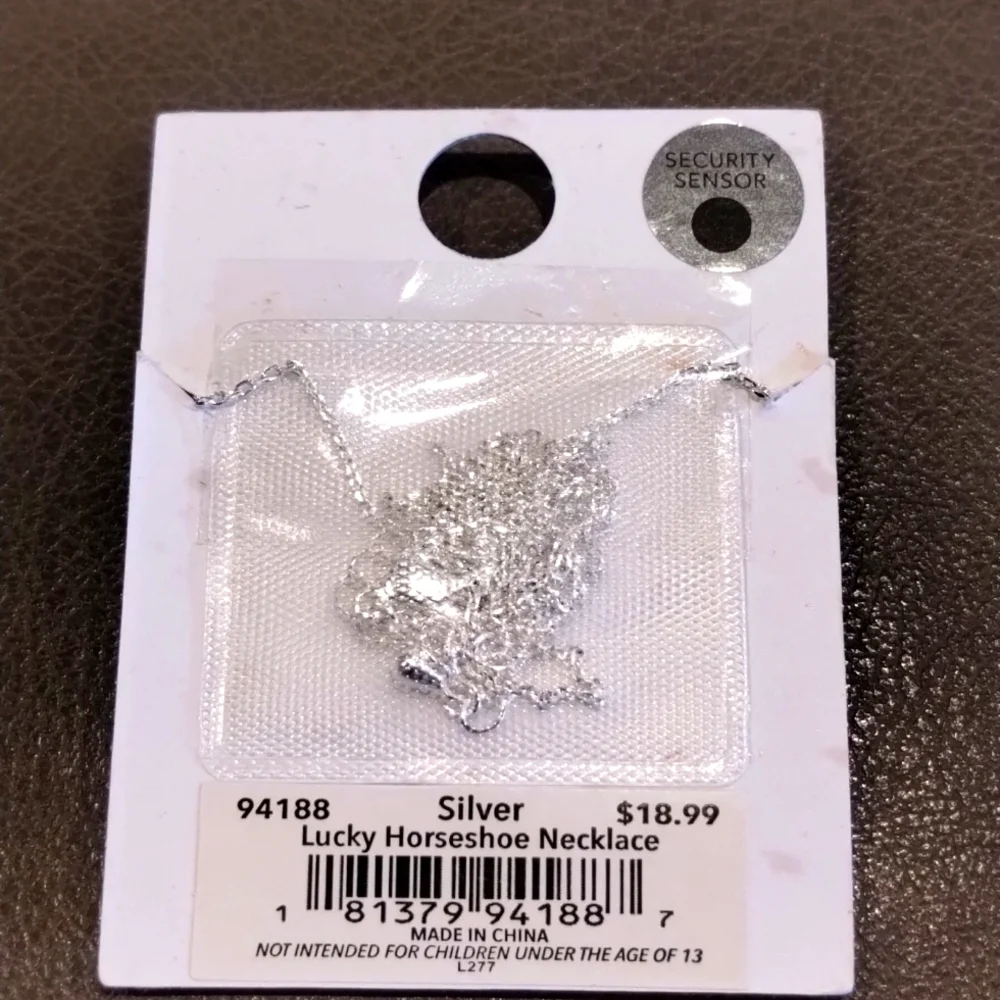 SECURITY
SENSOR
94188 Silver $18.99
Lucky Horseshoe Necklace
1 81379 94188 7
MADE IN CHINA
NOT INTENDED FOR CHILDREN UNDER THE AGE OF 13
L277